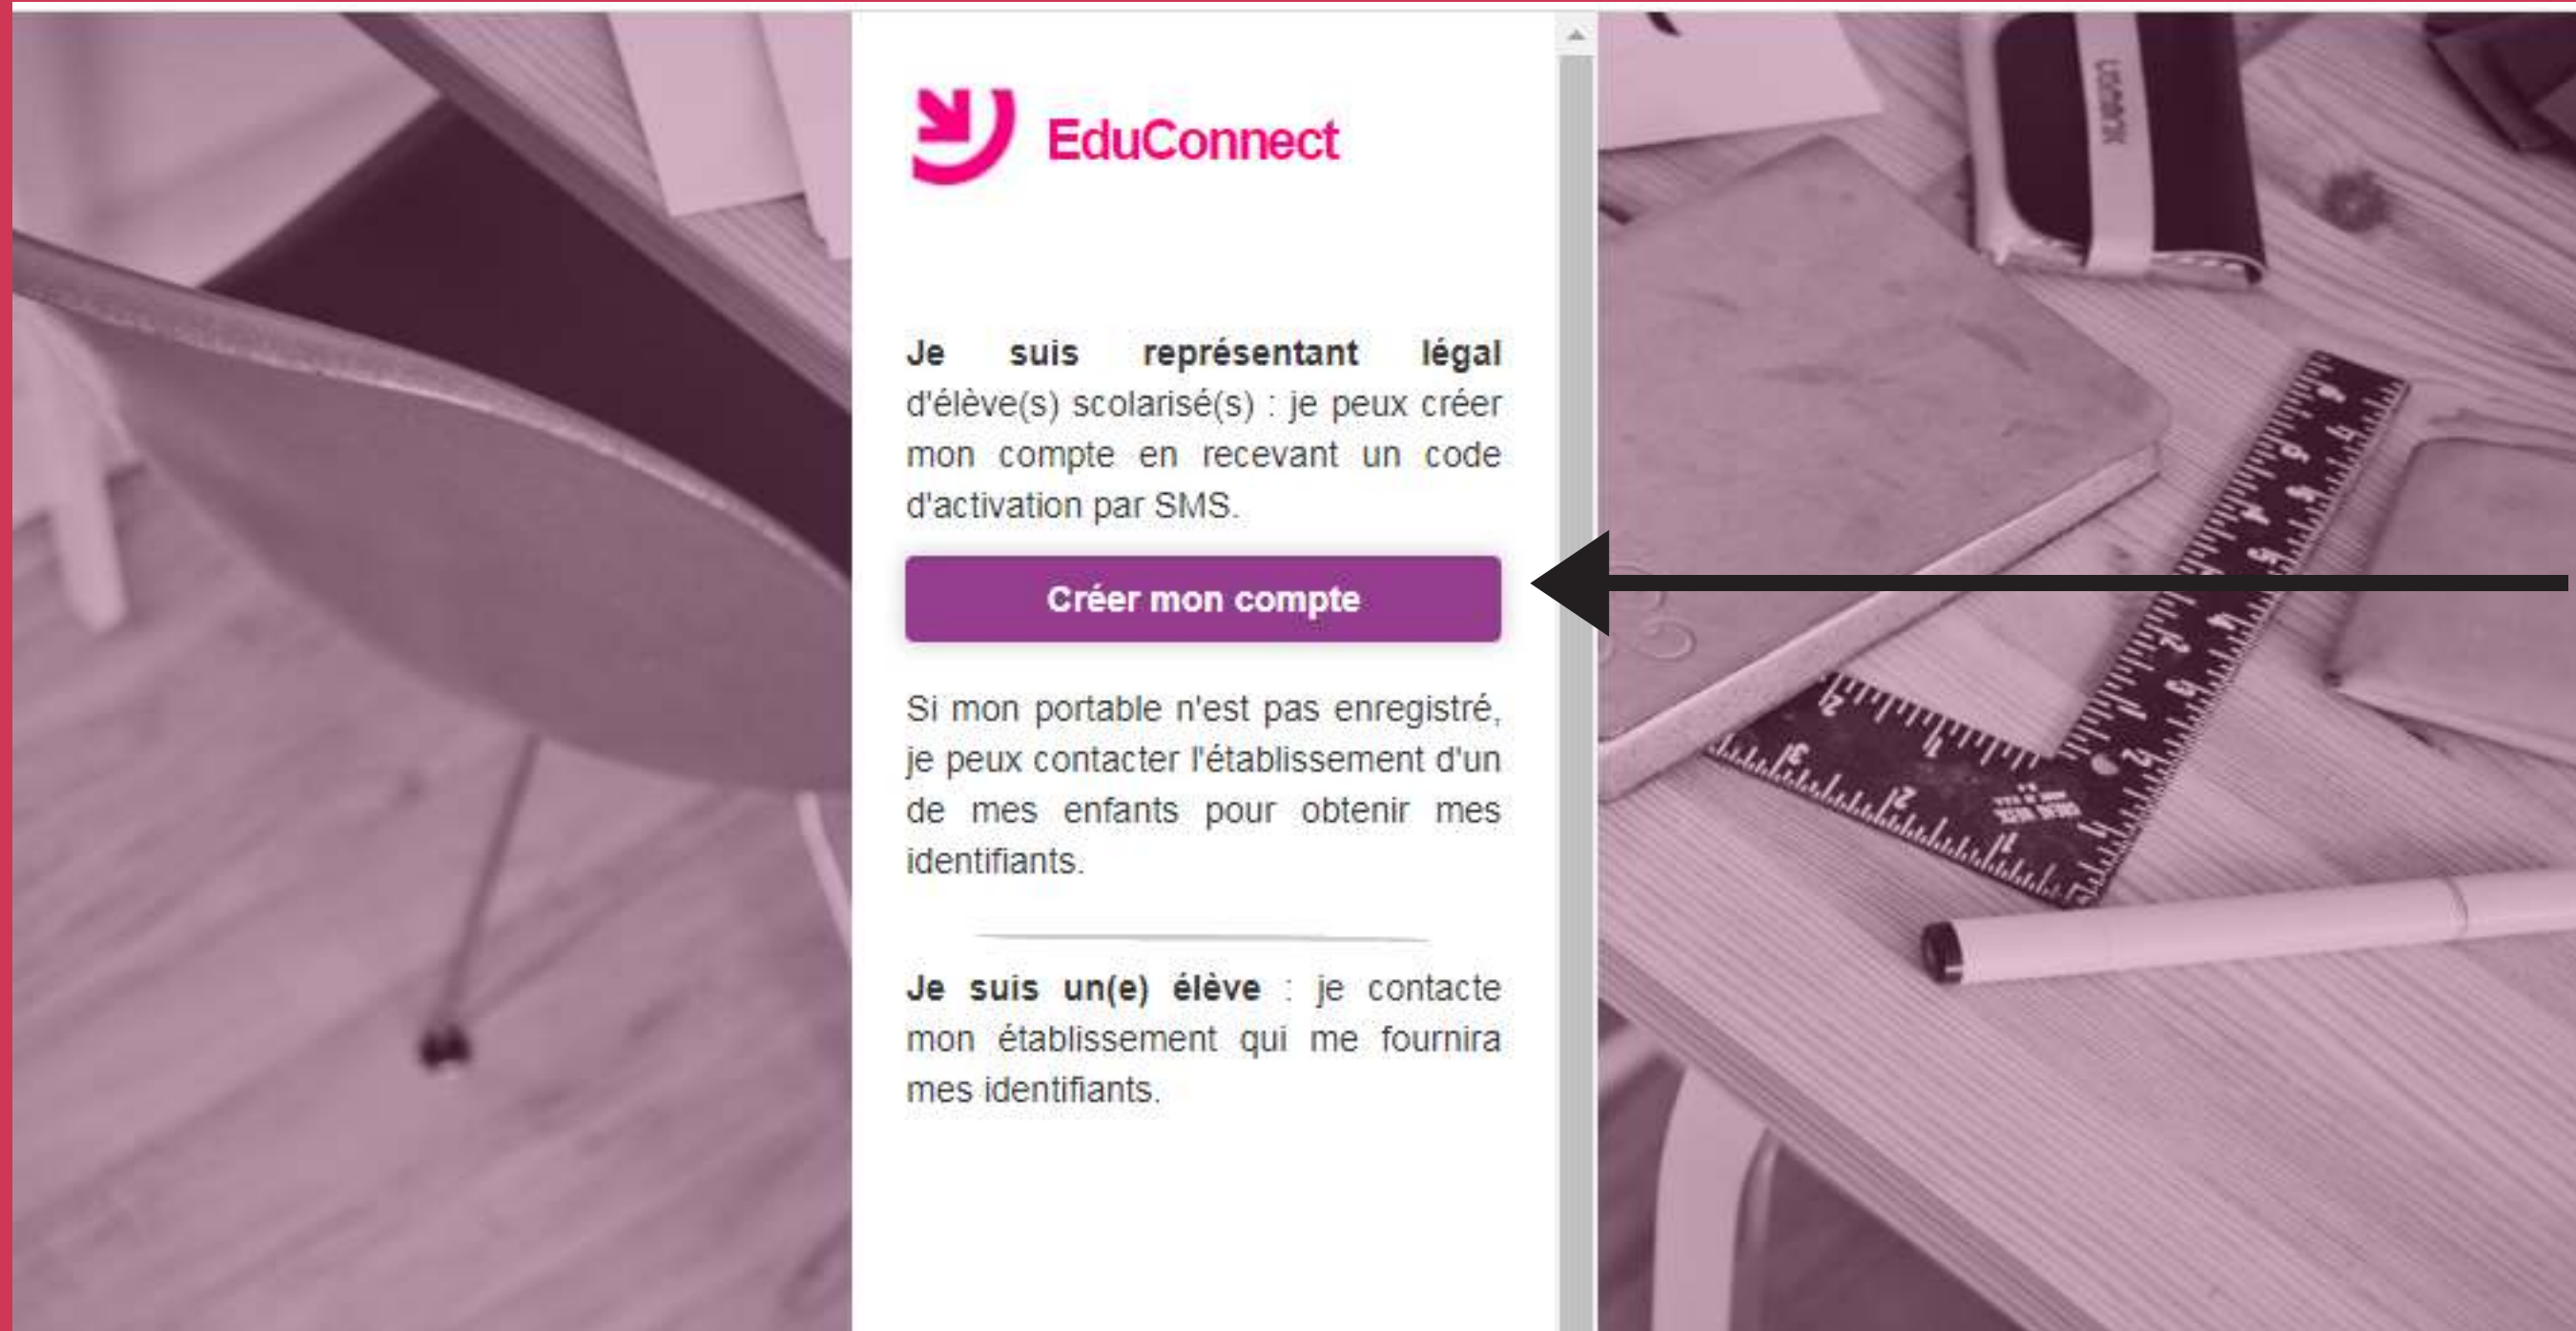 EduConnect
Je suis représentant légal
d'élève(s) scolarisé(s) : je peux créer
mon compte en recevant un code
d'activation par SMS.
Créer mon compte
Si mon portable n'est pas enregistré,
je peux contacter l'établissement d'un
de mes enfants pour obtenir mes
identifiants.
Je suis un(e) élève : je contacte
mon établissement qui me fournira
mes identifiants.